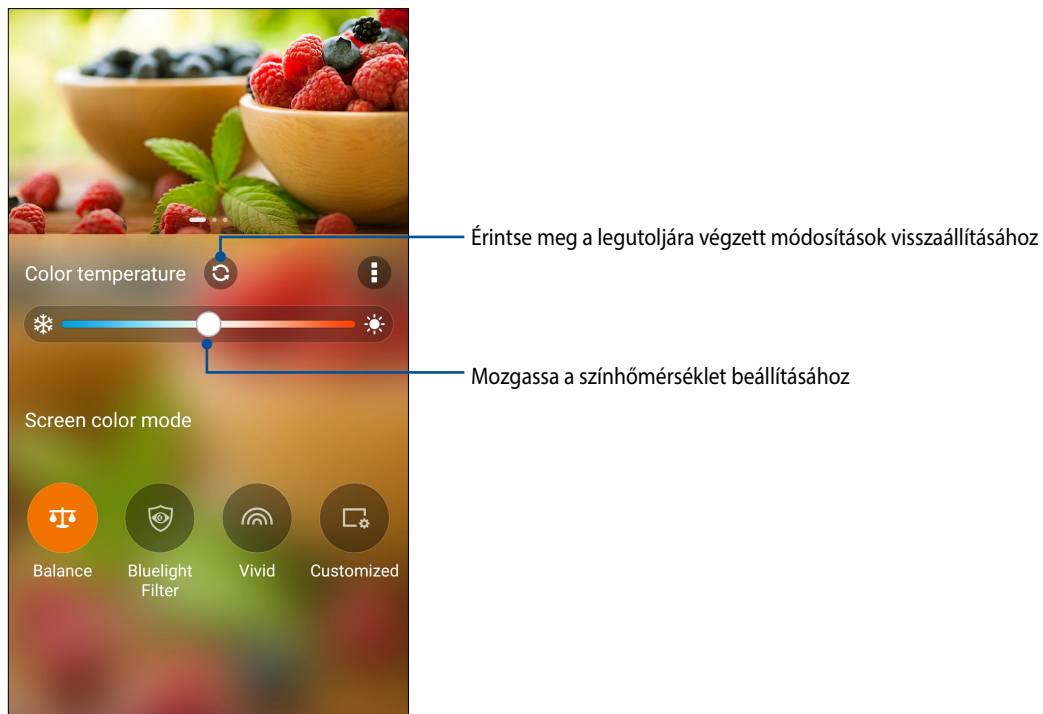 Érintse meg a legutoljára végzett módosítások visszaállításához
Color temperature
Mozgassa a színhőmérséklet beállításához
Screen color mode
Balance
Bluelight
Filter
Vivid
Customized